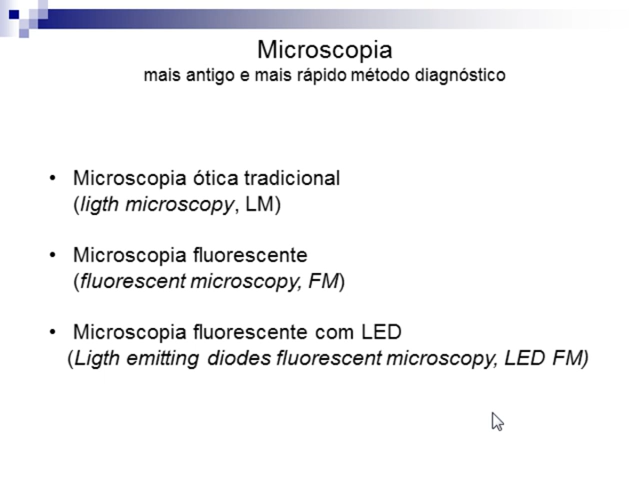 Microscopia
mais antigo e mais rápido método diagnóstico
• Microscopia ótica tradicional
(ligth microscopy, LM)
• Microscopia fluorescente
(fluorescent microscopy, FM)
• Microscopia fluorescente com LED
(Ligth emitting diodes fluorescent microscopy, LED FM)